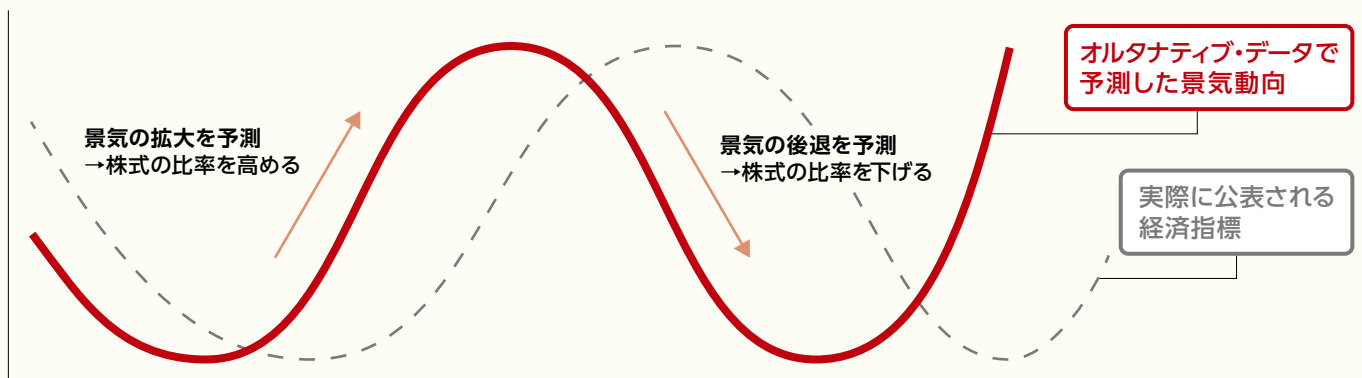 オルタナティブ・データで
予測した景気動向
景気の拡大を予測
→株式の比率を高める
景気の後退を予測
→株式の比率を下げる
実際に公表される
経済指標